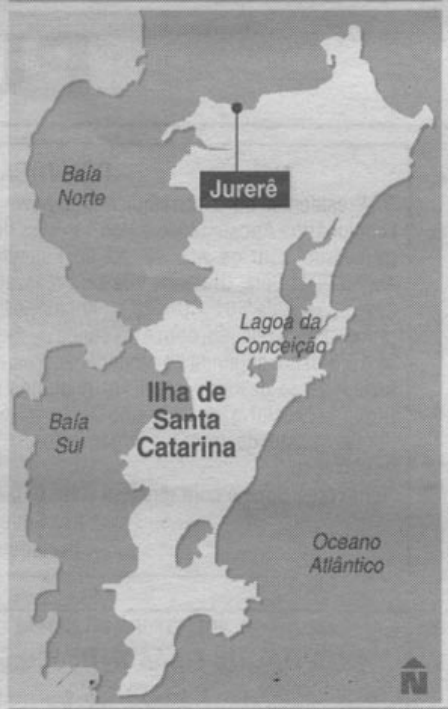 Baía
Norte
Jurerê
Lagoa da
Conceição
Ilha de
Santa
Catarina
Baía
Sul
Oceano
Atlântico
N